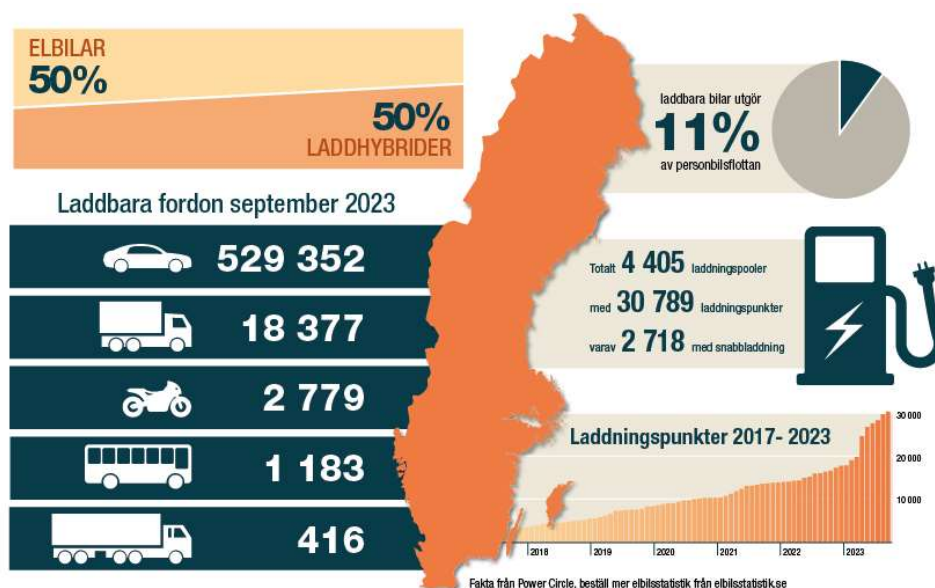 ELBILAR
50%
50%
LADDHYBRIDER
laddbara bilar utgör
11%
av personbilsflottan
Laddbara fordon september 2023
529 352
18 377
2 779
1 183
416
Totalt 4 405 laddningspooler
med 30 789 laddningspunkter
varav 2 718 med snabbladdning
Laddningspunkter 2017- 2023
30 000
20 000
10 000
2018 2019 2020 2021 2022 2023
Fakta från Power Circle, beställ mer elbilsstatistik från elbilsstatistik.se